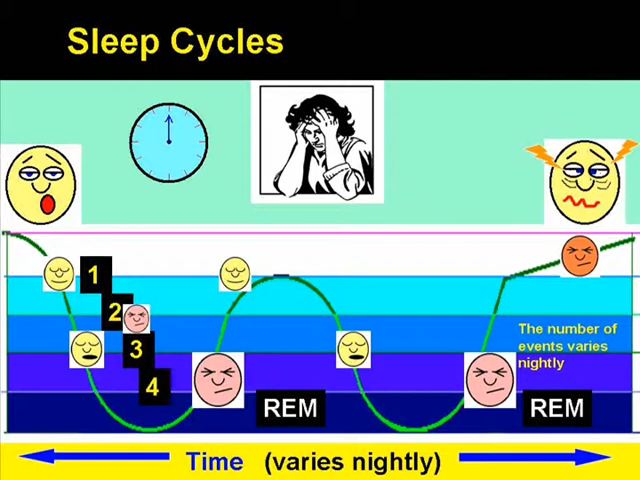 Sleep Cycles
1
2
3
4
The number of
events varies
nightly
REM
REM
Time (varies nightly)